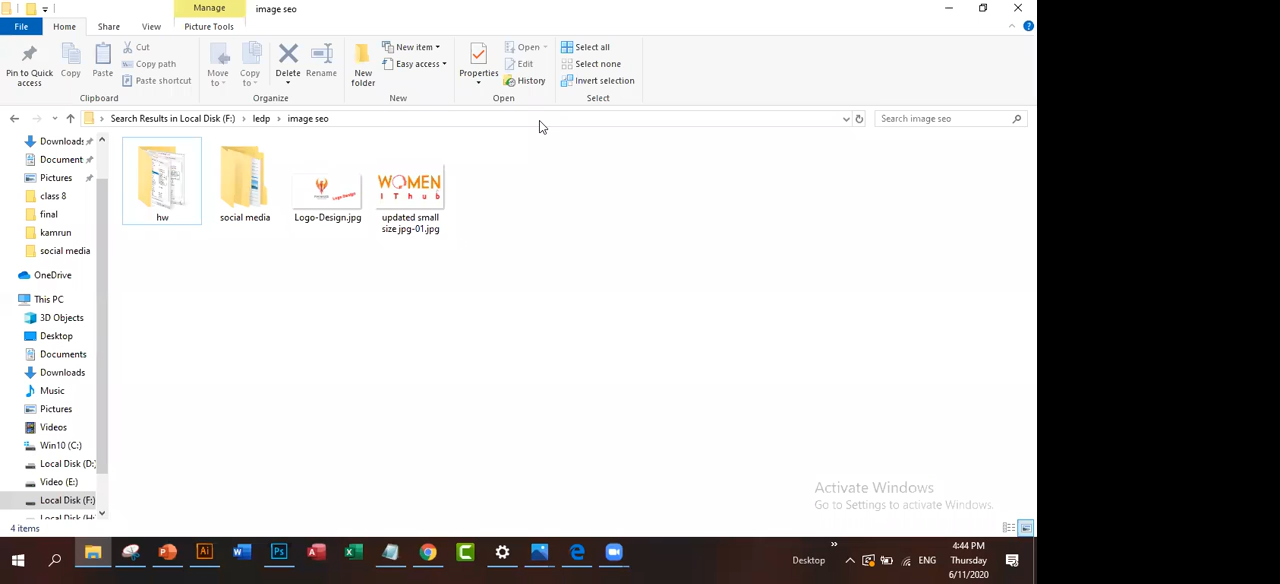 Manage
image seo
File
Home
Share
View
Picture Tools
Pin to Quick access
Copy
Paste
Cut
Copy path
Paste shortcut
Clipboard
Move to
Copy to
Delete
Rename
Organize
New folder
New item
Easy access
New
Properties
Open
Edit
History
Open
Select all
Select none
Invert selection
Select
Search Results in Local Disk (F:) > ledp > image seo
Search image seo
Downloads
Document
Pictures
class 8
final
kamrun
social media
OneDrive
This PC
3D Objects
Desktop
Documents
Downloads
Music
Pictures
Videos
Win10 (C:)
Local Disk (D:)
Video (E:)
Local Disk (F:)
Local Disk (H:
hw
social media
Logo Design
Logo-Design.jpg
WOMEN
IThub
updated small
size jpg-01.jpg
Activate Windows
Go to Settings to activate Windows.
4 items
Desktop
ENG
4:44 PM
Thursday
6/11/2020